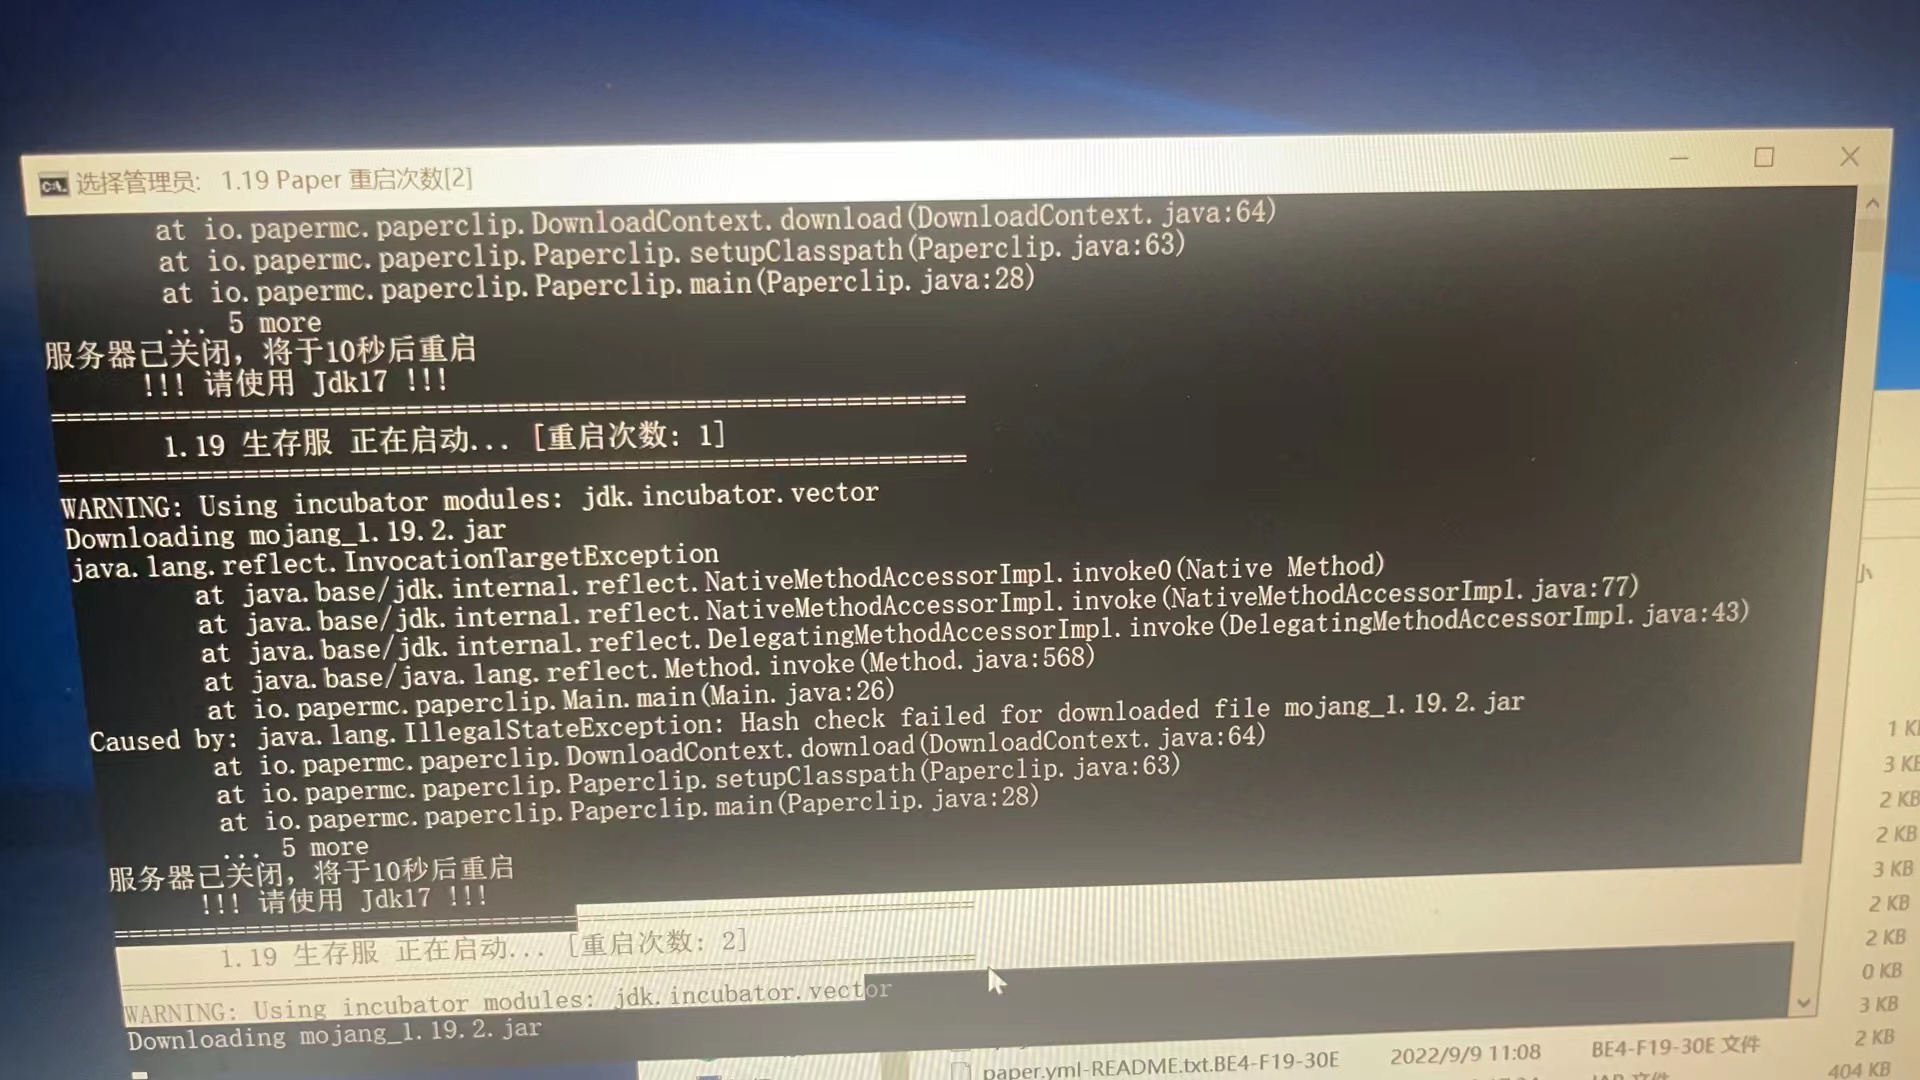 选择管理员: 1.19 Paper 重启次数[2]
at io.papermc.paperclip.DownloadContext.download(DownloadContext.java:64)
at io.papermc.paperclip.Paperclip.setupClasspath(Paperclip.java:63)
at io.papermc.paperclip.Paperclip.main(Paperclip.java:28)
... 5 more
服务器已关闭，将于10秒后重启
!!! 请使用 Jdk17 !!!
============================================================
1.19 生存服 正在启动... [重启次数: 1]
============================================================
WARNING: Using incubator modules: jdk.incubator.vector
Downloading mojang_1.19.2.jar
java.lang.reflect.InvocationTargetException
at java.base/jdk.internal.reflect.NativeMethodAccessorImpl.invoke0(Native Method)
at java.base/jdk.internal.reflect.NativeMethodAccessorImpl.invoke(NativeMethodAccessorImpl.java:77)
at java.base/jdk.internal.reflect.DelegatingMethodAccessorImpl.invoke(DelegatingMethodAccessorImpl.java:43)
at java.base/java.lang.reflect.Method.invoke(Method.java:568)
at io.papermc.paperclip.Main.main(Main.java:26)
Caused by: java.lang.IllegalStateException: Hash check failed for downloaded file mojang_1.19.2.jar
at io.papermc.paperclip.DownloadContext.download(DownloadContext.java:64)
at io.papermc.paperclip.Paperclip.setupClasspath(Paperclip.java:63)
at io.papermc.paperclip.Paperclip.main(Paperclip.java:28)
... 5 more
服务器已关闭，将于10秒后重启
!!! 请使用 Jdk17 !!!
============================================================
1.19 生存服 正在启动... [重启次数: 2]
============================================================
WARNING: Using incubator modules: jdk.incubator.vector
Downloading mojang_1.19.2.jar
1 KB
3 KB
2 KB
2 KB
3 KB
2 KB
2 KB
0 KB
3 KB
2 KB
paper.yml-README.txt.BE4-F19-30E 2022/9/9 11:08 BE4-F19-30E 文件
404 KB